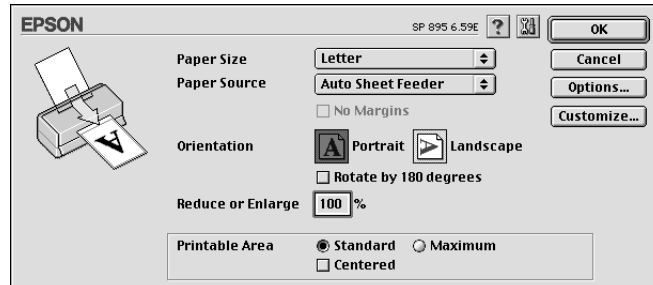 EPSON SP 895 6.59E ? OK
Paper Size Letter Cancel
Paper Source Auto Sheet Feeder Options...
No Margins Customize...
Orientation A Portrait A Landscape
Rotate by 180 degrees
Reduce or Enlarge 100 %
Printable Area Standard Maximum
Centered
A